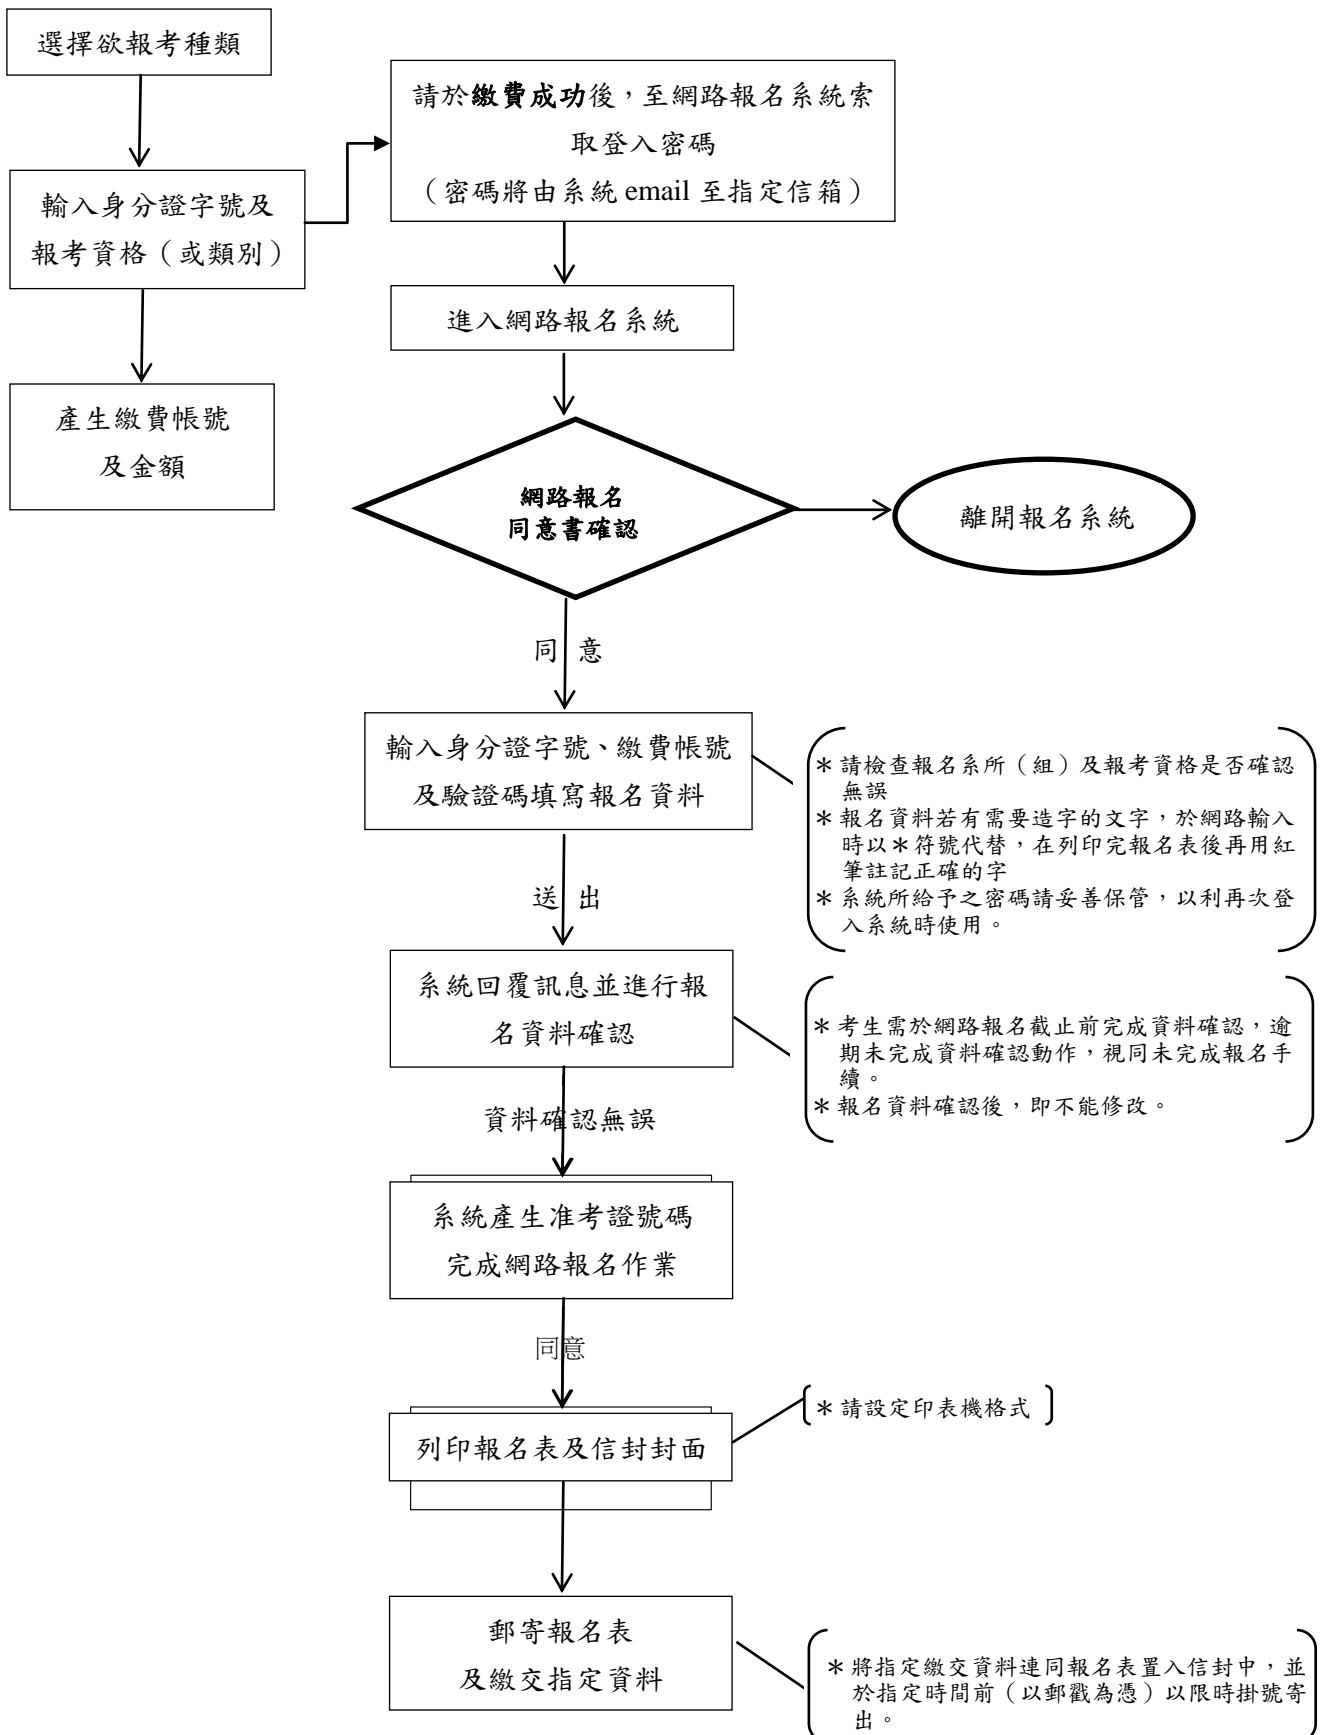 選擇欲報考種類
輸入身分證字號及
報考資格（或類別）
產生繳費帳號
及金額
請於繳費成功後，至網路報名系統索
取登入密碼
（密碼將由系統 email 至指定信箱）
進入網路報名系統
網路報名
同意書確認
離開報名系統
同 意
輸入身分證字號、繳費帳號
及驗證碼填寫報名資料
＊請檢查報名系所（組）及報考資格是否確認
無誤
＊報名資料若有需要造字的文字，於網路輸入
時以＊符號代替，在列印完報名表後再用紅
筆註記正確的字
＊系統所給予之密碼請妥善保管，以利再次登
入系統時使用。
送 出
系統回覆訊息並進行報
名資料確認
＊考生需於網路報名截止前完成資料確認，逾
期未完成資料確認動作，視同未完成報名手
續。
＊報名資料確認後，即不能修改。
資料確認無誤
系統產生准考證號碼
完成網路報名作業
同意
列印報名表及信封封面
＊請設定印表機格式
郵寄報名表
及繳交指定資料
＊將指定繳交資料連同報名表置入信封中，並
於指定時間前（以郵戳為憑）以限時掛號寄
出。